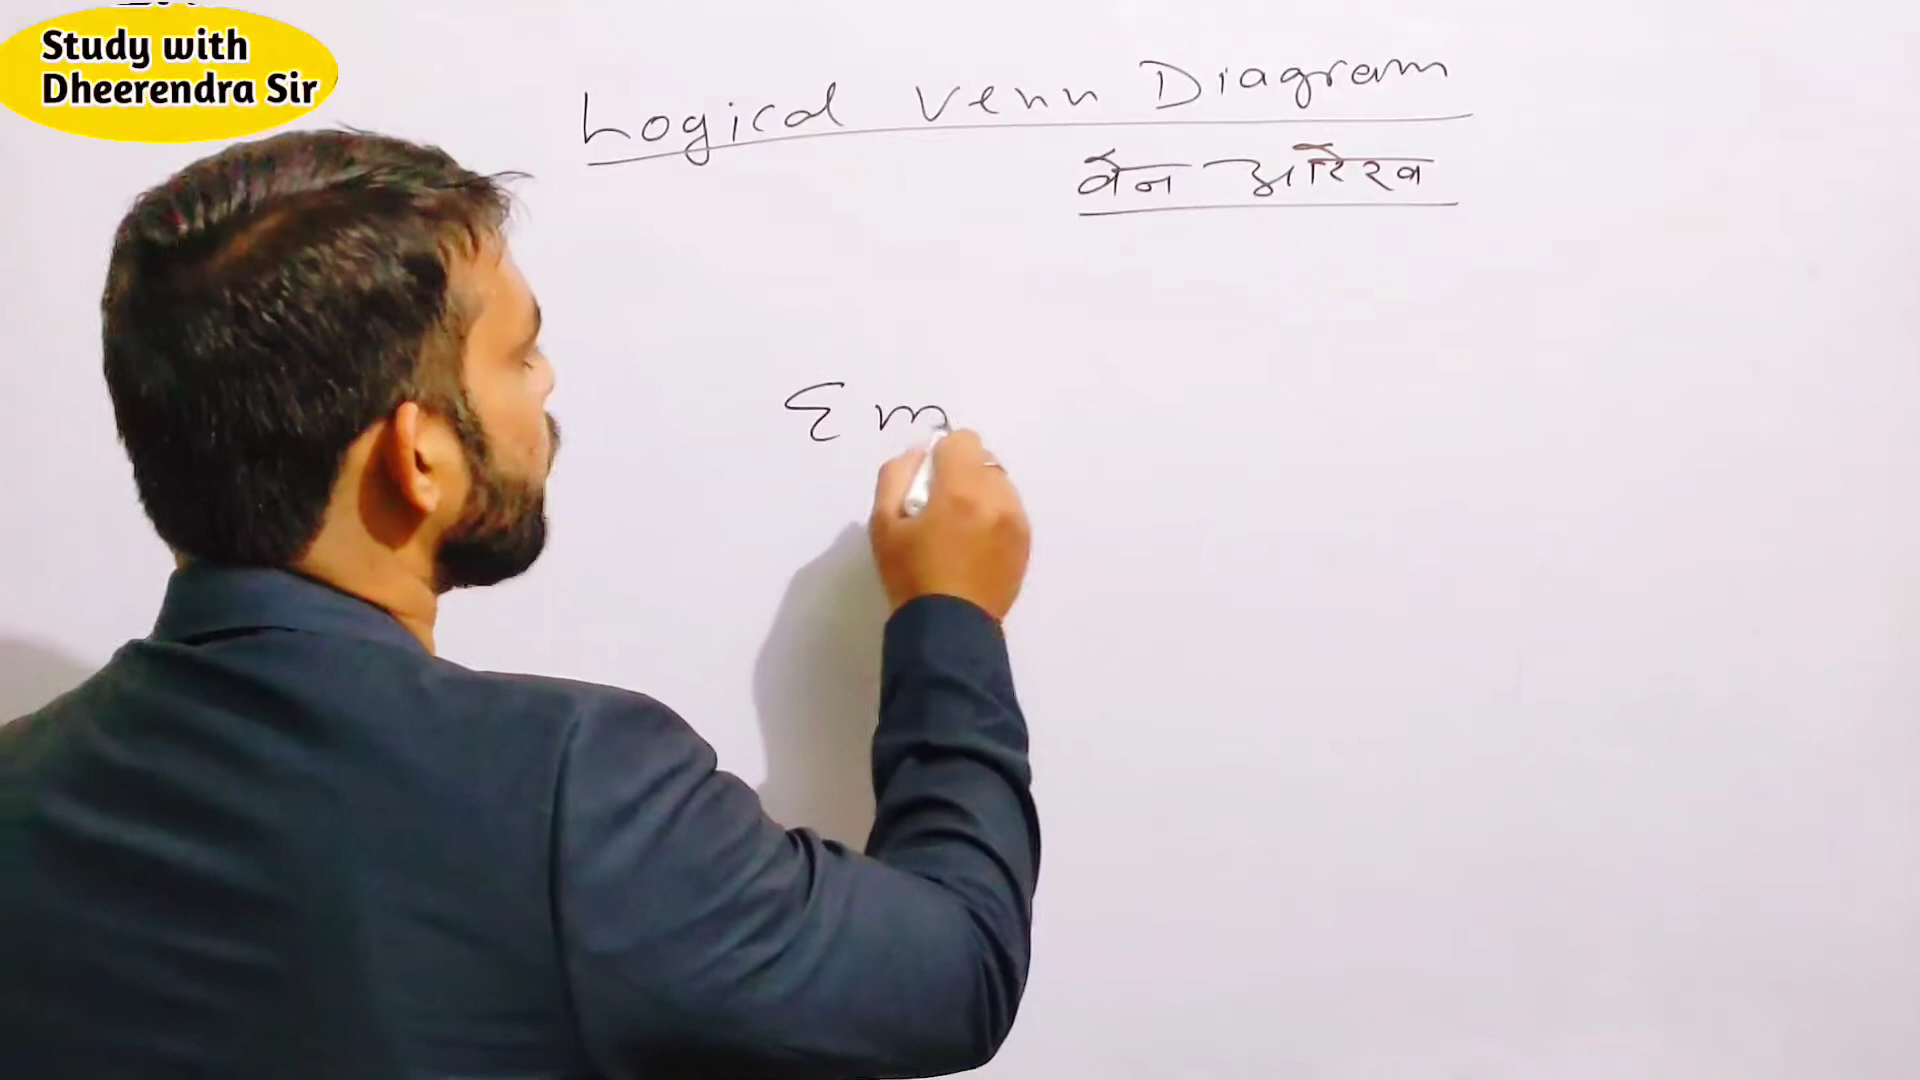 Study with
Dheerendra Sir
Logical Venn Diagram
वेन आरेख
Em